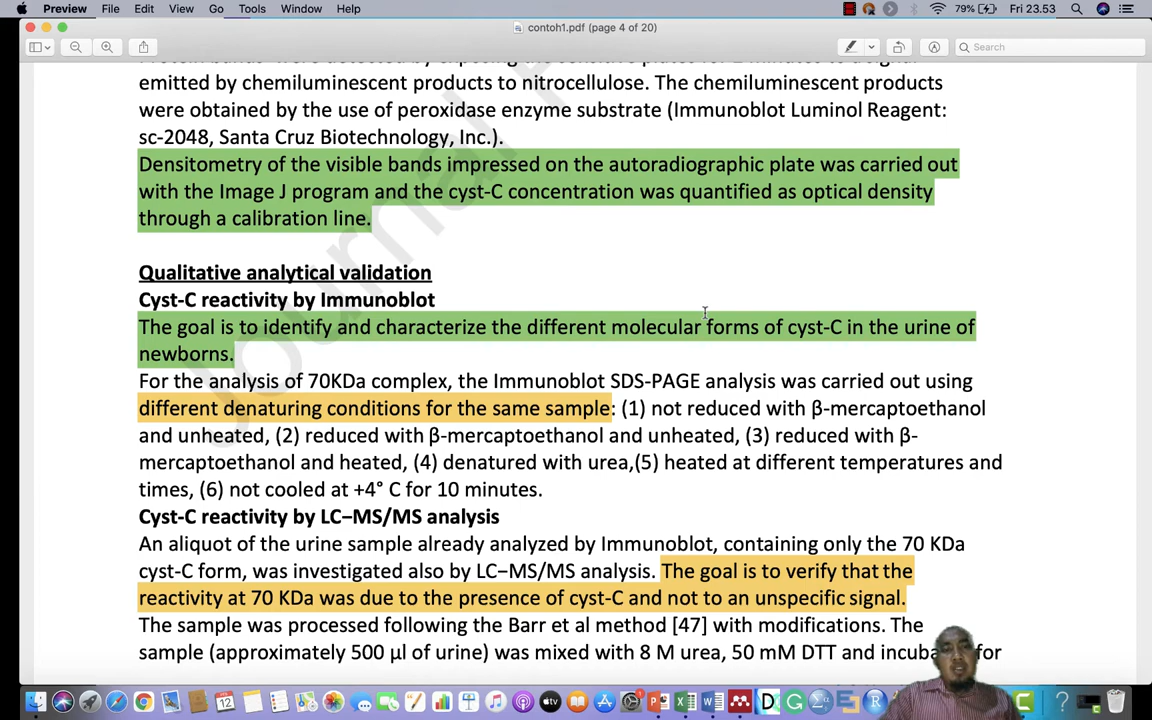 Preview File Edit View Go Tools Window Help 79% Fri 23.53
contoh1.pdf (page 4 of 20)
Search
emitted by chemiluminescent products to nitrocellulose. The chemiluminescent products
were obtained by the use of peroxidase enzyme substrate (Immunoblot Luminol Reagent:
sc-2048, Santa Cruz Biotechnology, Inc.).
Densitometry of the visible bands impressed on the autoradiographic plate was carried out
with the Image J program and the cyst-C concentration was quantified as optical density
through a calibration line.
Qualitative analytical validation
Cyst-C reactivity by Immunoblot
The goal is to identify and characterize the different molecular forms of cyst-C in the urine of
newborns.
For the analysis of 70KDa complex, the Immunoblot SDS-PAGE analysis was carried out using
different denaturing conditions for the same sample: (1) not reduced with β-mercaptoethanol
and unheated, (2) reduced with β-mercaptoethanol and unheated, (3) reduced with β-
mercaptoethanol and heated, (4) denatured with urea,(5) heated at different temperatures and
times, (6) not cooled at +4° C for 10 minutes.
Cyst-C reactivity by LC−MS/MS analysis
An aliquot of the urine sample already analyzed by Immunoblot, containing only the 70 KDa
cyst-C form, was investigated also by LC−MS/MS analysis. The goal is to verify that the
reactivity at 70 KDa was due to the presence of cyst-C and not to an unspecific signal.
The sample was processed following the Barr et al method [47] with modifications. The
sample (approximately 500 µl of urine) was mixed with 8 M urea, 50 mM DTT and for
Journal